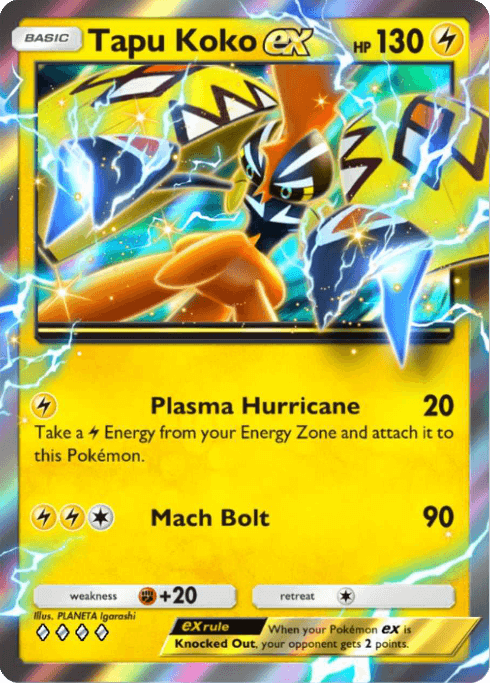 BASIC Tapu Koko ex HP 130
Plasma Hurricane 20
Take a Energy from your Energy Zone and attach it to
this Pokémon.
Mach Bolt 90
weakness +20 retreat
Illus. PLANETA Igarashi
ex rule When your Pokémon ex is
Knocked Out, your opponent gets 2 points.